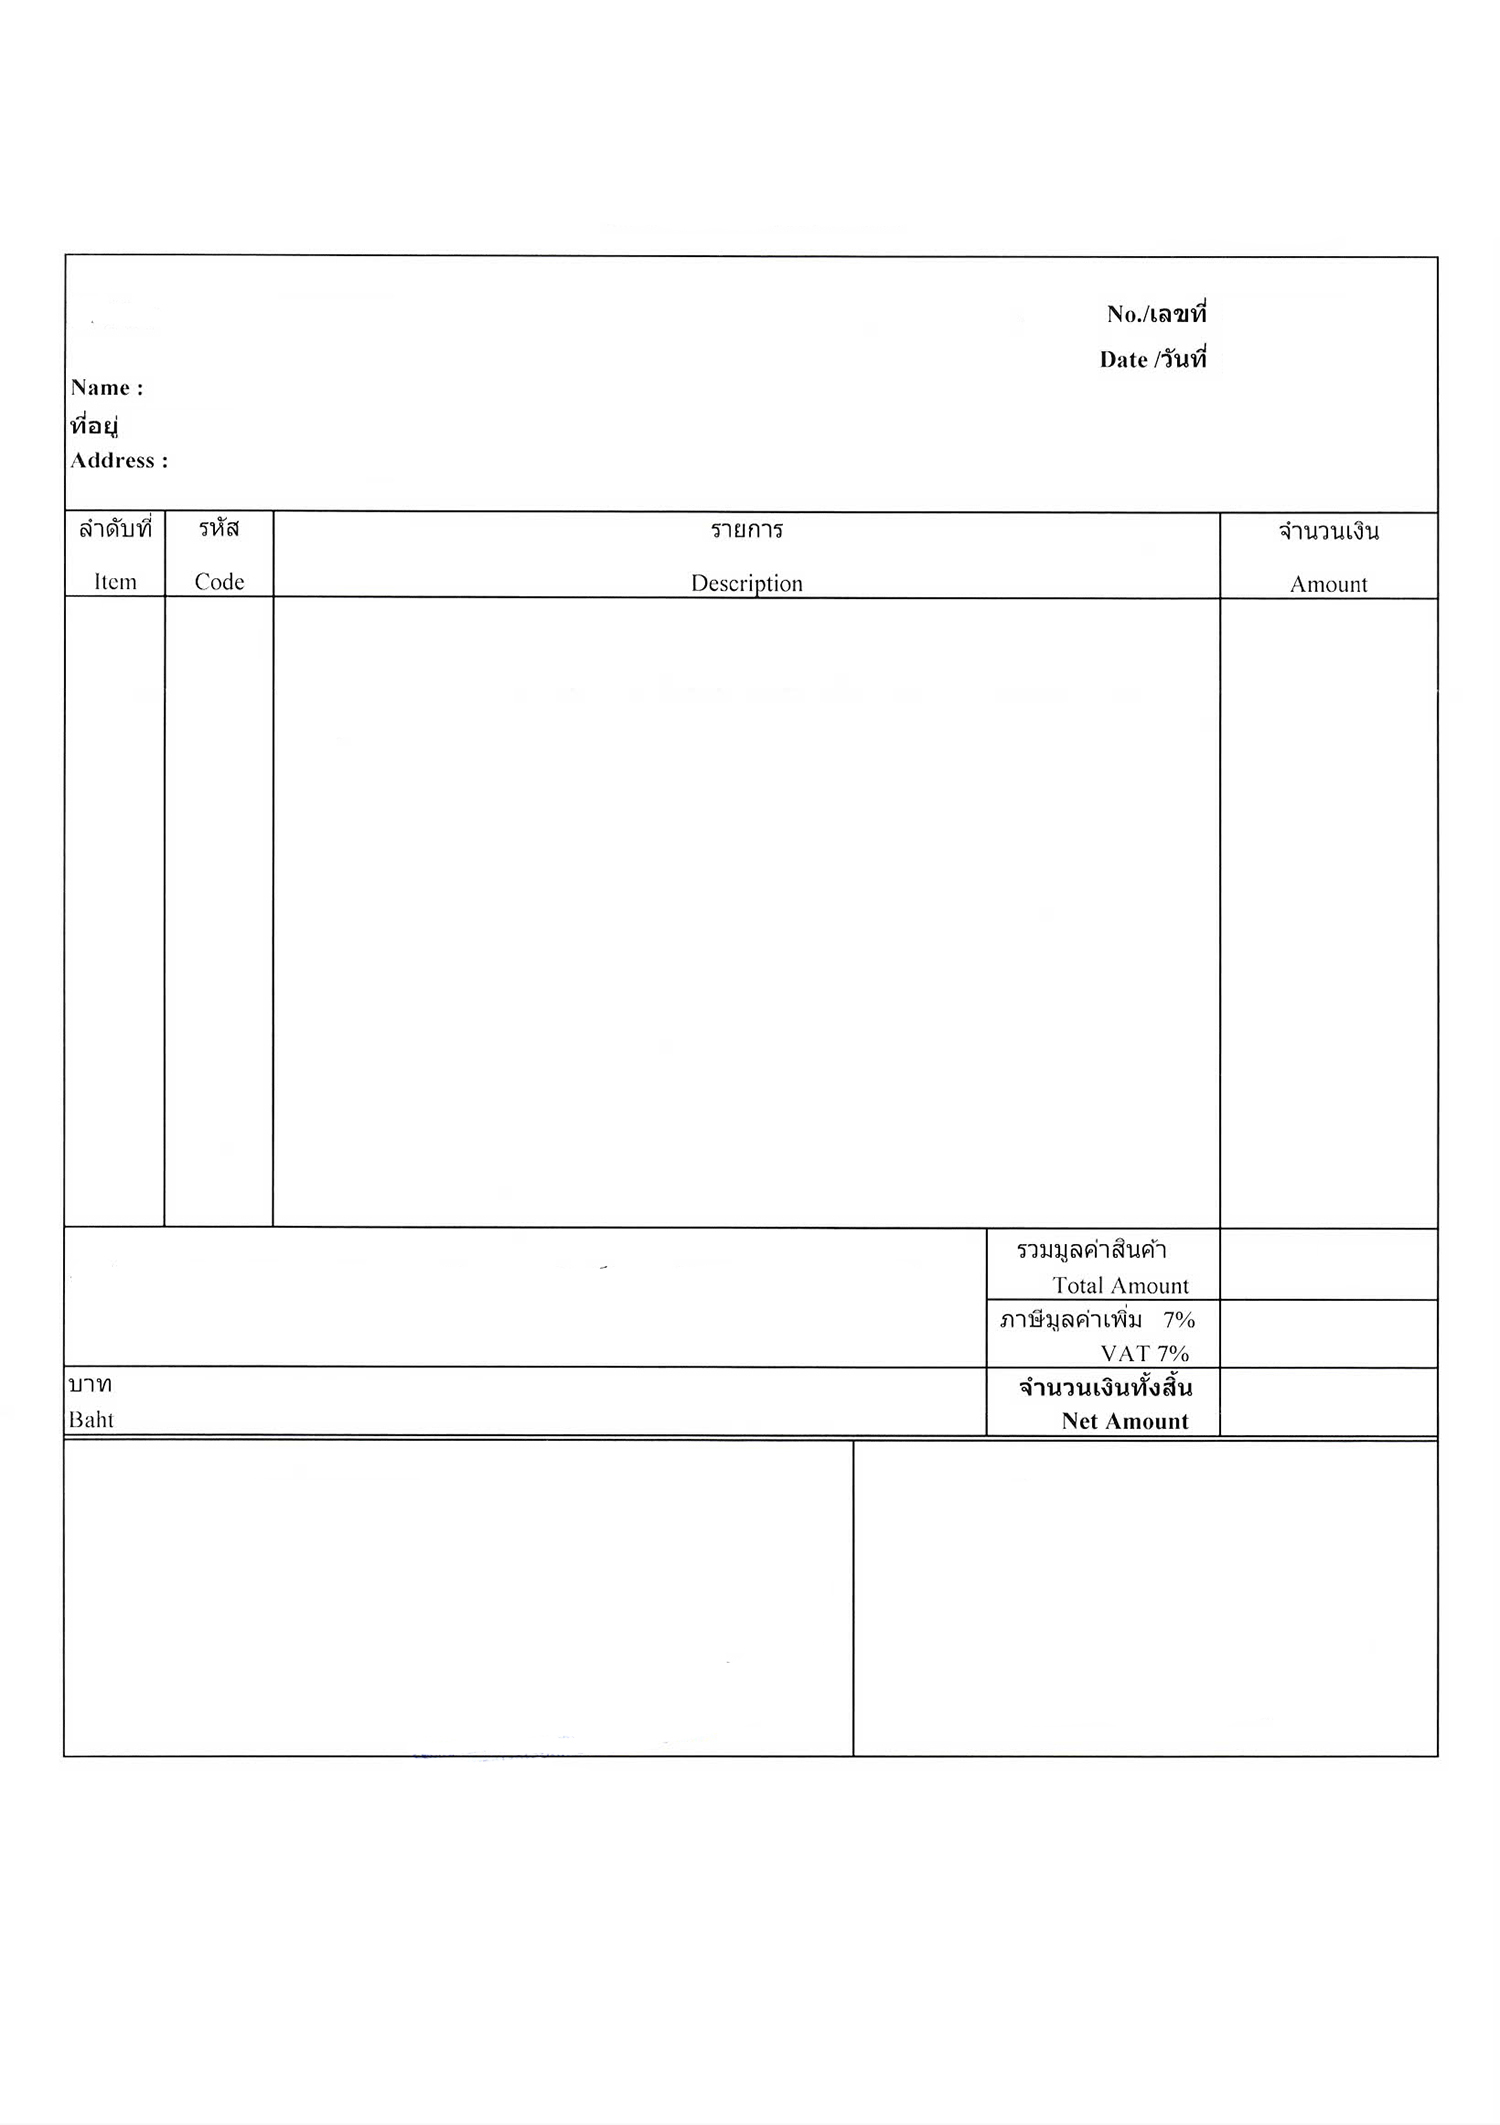 No./เลขที่
Date /วันที่
Name :
ที่อยู่
Address :
ลำดับที่ รหัส รายการ จำนวนเงิน
Item Code Description Amount
รวมมูลค่าสินค้า
Total Amount
ภาษีมูลค่าเพิ่ม 7%
VAT 7%
บาท จำนวนเงินทั้งสิ้น
Baht Net Amount